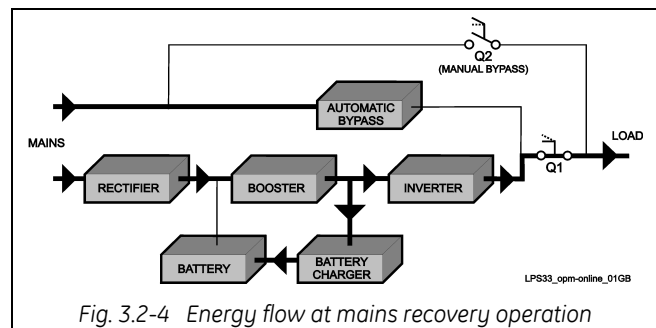 Q2
(MANUAL BYPASS)
AUTOMATIC
BYPASS
MAINS
LOAD
Q1
RECTIFIER
BOOSTER
INVERTER
BATTERY
BATTERY
CHARGER
LPS33_opm-online_01GB
Fig. 3.2-4 Energy flow at mains recovery operation